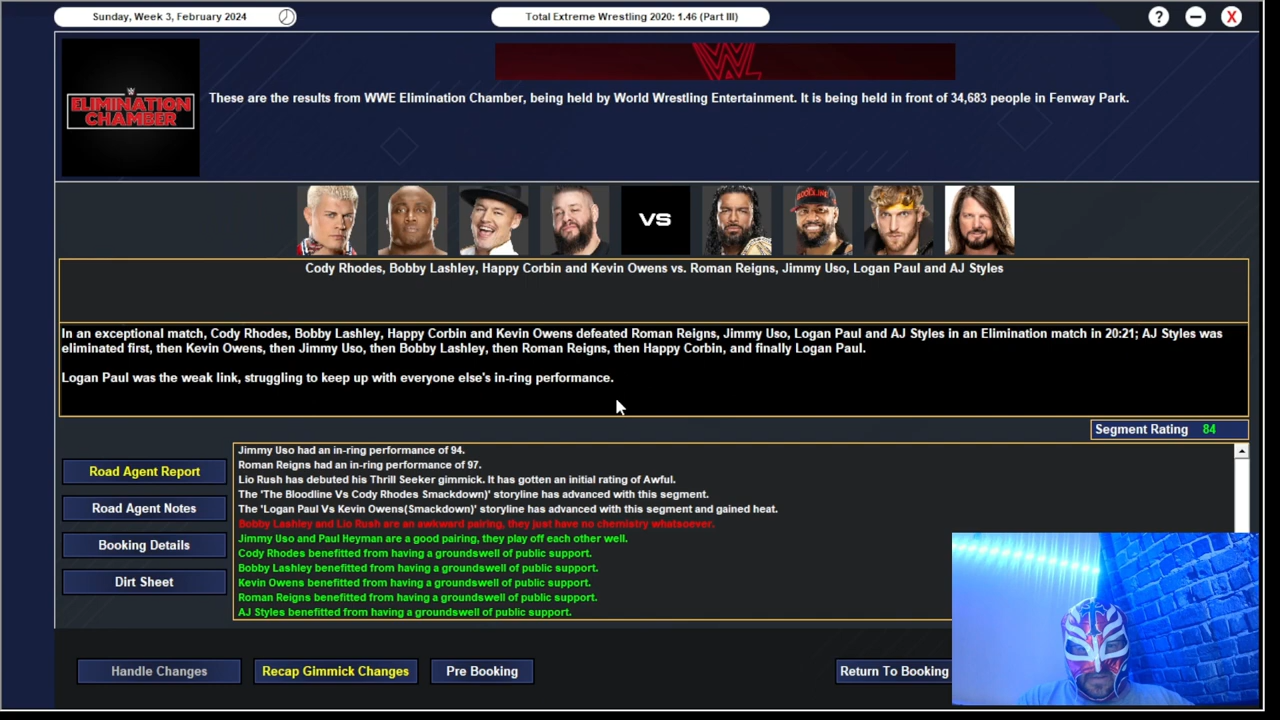 Sunday, Week 3, February 2024
Total Extreme Wrestling 2020: 1.46 (Part III)
?
X
W
ELIMINATION
CHAMBER
These are the results from WWE Elimination Chamber, being held by World Wrestling Entertainment. It is being held in front of 34,683 people in Fenway Park.
VS
Cody Rhodes, Bobby Lashley, Happy Corbin and Kevin Owens vs. Roman Reigns, Jimmy Uso, Logan Paul and AJ Styles
In an exceptional match, Cody Rhodes, Bobby Lashley, Happy Corbin and Kevin Owens defeated Roman Reigns, Jimmy Uso, Logan Paul and AJ Styles in an Elimination match in 20:21; AJ Styles was
eliminated first, then Kevin Owens, then Jimmy Uso, then Bobby Lashley, then Roman Reigns, then Happy Corbin, and finally Logan Paul.
Logan Paul was the weak link, struggling to keep up with everyone else's in-ring performance.
Segment Rating 84
Road Agent Report
Road Agent Notes
Booking Details
Dirt Sheet
Jimmy Uso had an in-ring performance of 94.
Roman Reigns had an in-ring performance of 97.
Lio Rush has debuted his Thrill Seeker gimmick. It has gotten an initial rating of Awful.
The 'The Bloodline Vs Cody Rhodes Smackdown)' storyline has advanced with this segment.
The 'Logan Paul Vs Kevin Owens(Smackdown)' storyline has advanced with this segment and gained heat.
Bobby Lashley and Lio Rush are an awkward pairing, they just have no chemistry whatsoever.
Jimmy Uso and Paul Heyman are a good pairing, they play off each other well.
Cody Rhodes benefitted from having a groundswell of public support.
Bobby Lashley benefitted from having a groundswell of public support.
Kevin Owens benefitted from having a groundswell of public support.
Roman Reigns benefitted from having a groundswell of public support.
AJ Styles benefitted from having a groundswell of public support.
Handle Changes
Recap Gimmick Changes
Pre Booking
Return To Booking